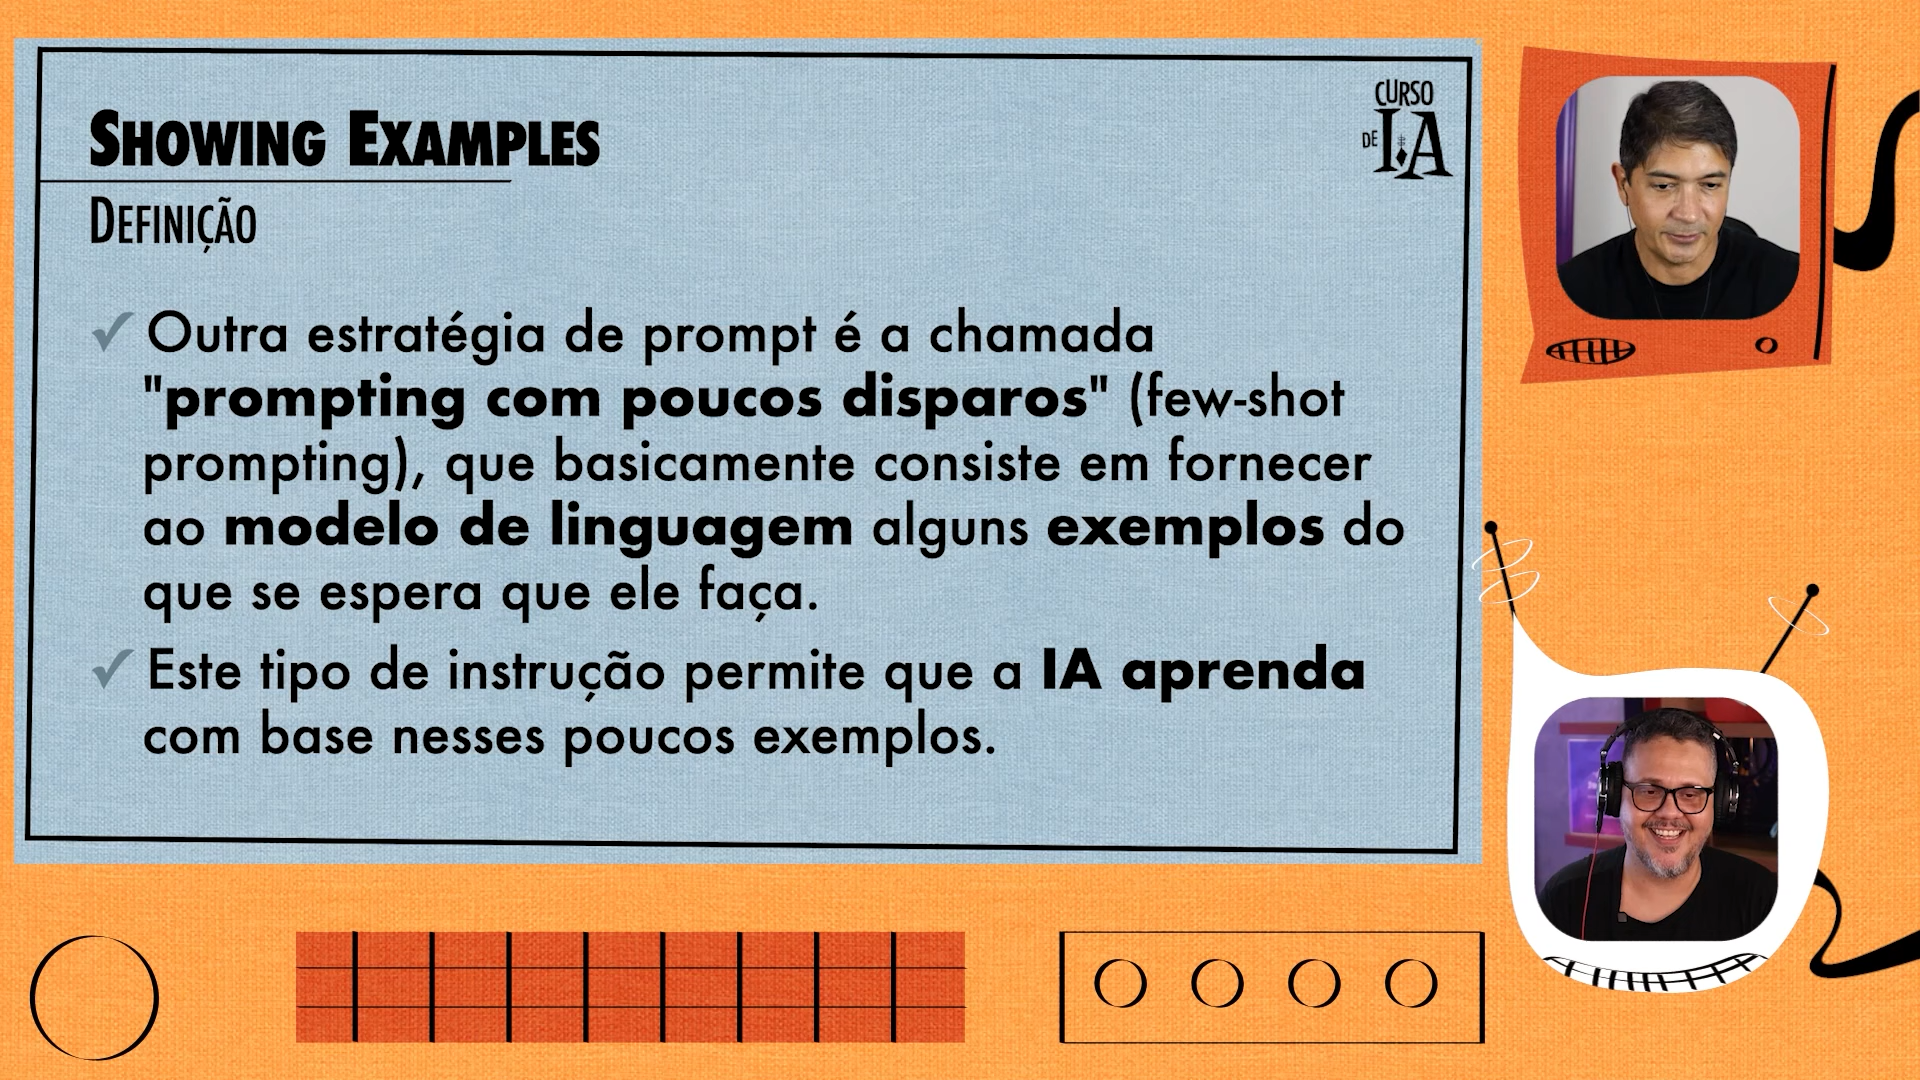 SHOWING EXAMPLES
DEFINIÇÃO
CURSO
DE IA
✓ Outra estratégia de prompt é a chamada
"prompting com poucos disparos" (few-shot
prompting), que basicamente consiste em fornecer
ao modelo de linguagem alguns exemplos do
que se espera que ele faça.
✓ Este tipo de instrução permite que a IA aprenda
com base nesses poucos exemplos.